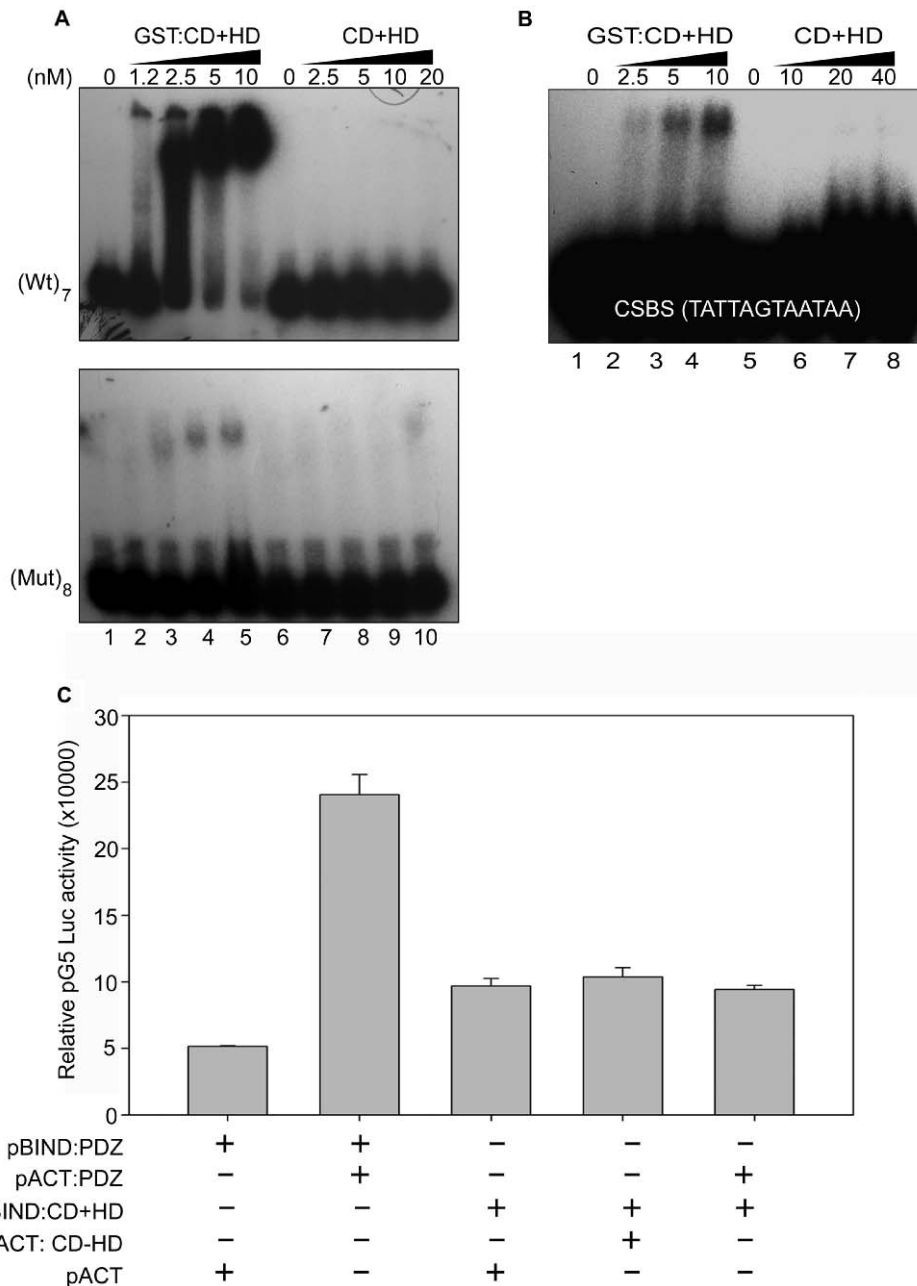 A
GST:CD+HD CD+HD
(nM) 0 1.2 2.5 5 10 0 2.5 5 10 20
(Wt)7
(Mut)8
1 2 3 4 5 6 7 8 9 10
B
GST:CD+HD CD+HD
0 2.5 5 10 0 10 20 40
CSBS (TATTAGTAATAA)
1 2 3 4 5 6 7 8
C
Relative pG5 Luc activity (x10000)
30
25
20
15
10
5
0
pBIND:PDZ + + − − −
pACT:PDZ − + − − +
BIND:CD+HD − − + + +
ACT: CD-HD − − − + −
pACT + − + − −